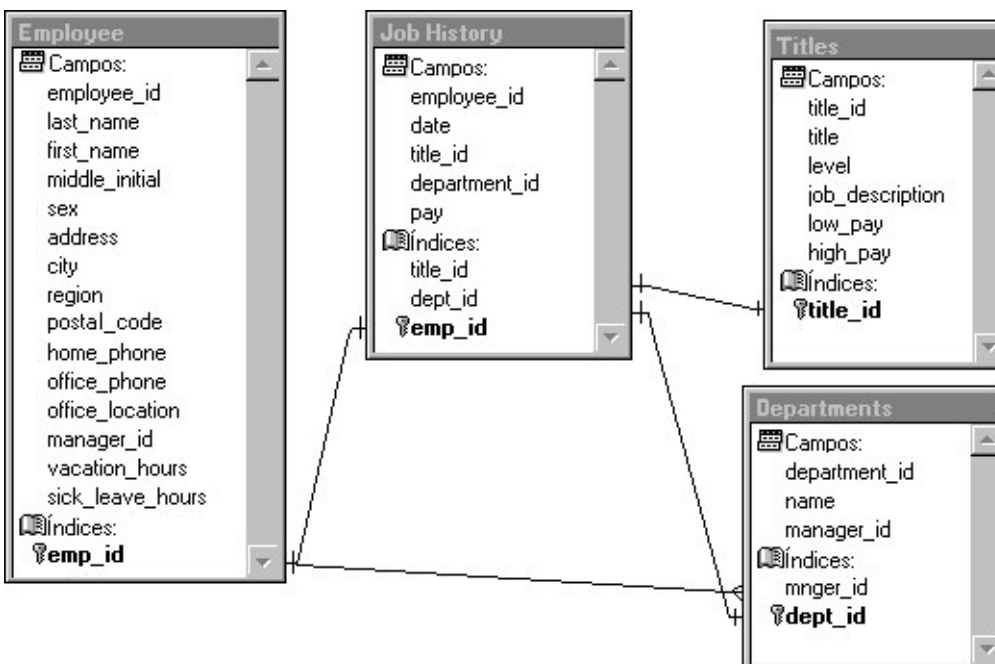 Employee
Campos:
employee_id
last_name
first_name
middle_initial
sex
address
city
region
postal_code
home_phone
office_phone
office_location
manager_id
vacation_hours
sick_leave_hours
Índices:
emp_id
Job History
Campos:
employee_id
date
title_id
department_id
pay
Índices:
title_id
dept_id
emp_id
Titles
Campos:
title_id
title
level
job_description
low_pay
high_pay
Índices:
title_id
Departments
Campos:
department_id
name
manager_id
Índices:
mnger_id
dept_id